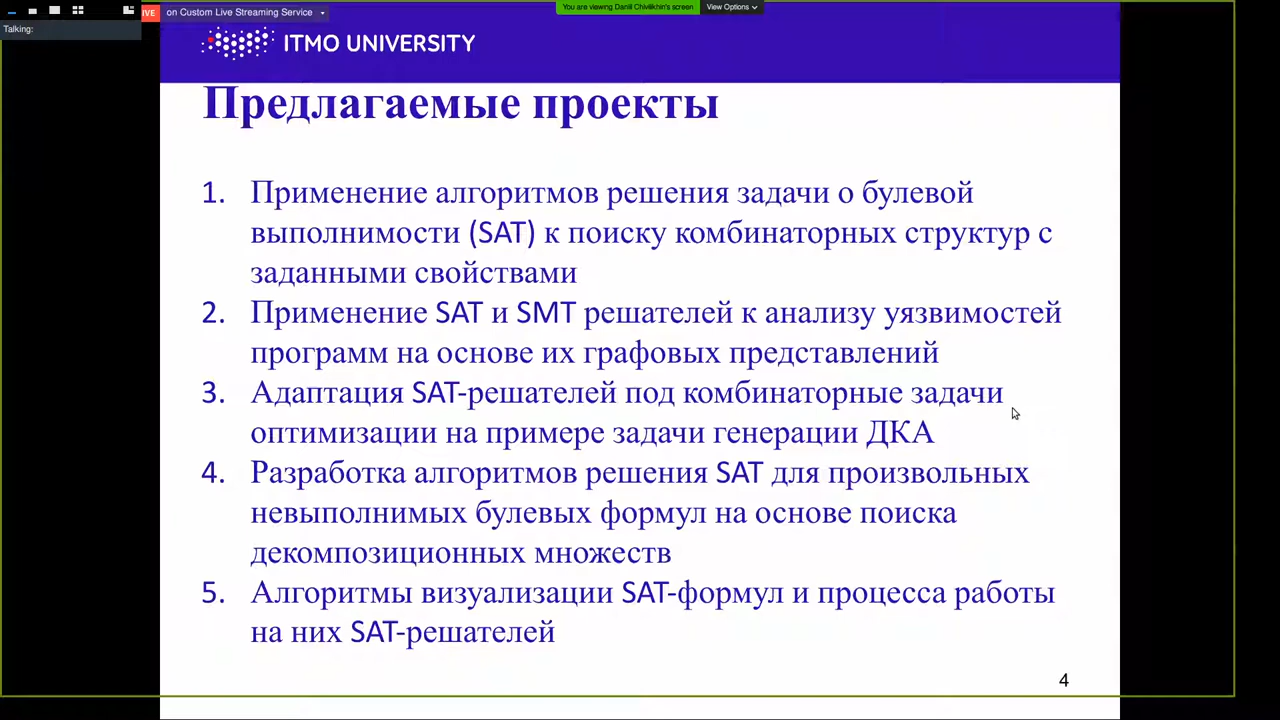 IVE on Custom Live Streaming Service
You are viewing Daniil Chivilikhin's screen View Options
Talking:
ITMO UNIVERSITY
Предлагаемые проекты
1. Применение алгоритмов решения задачи о булевой
выполнимости (SAT) к поиску комбинаторных структур с
заданными свойствами
2. Применение SAT и SMT решателей к анализу уязвимостей
программ на основе их графовых представлений
3. Адаптация SAT-решателей под комбинаторные задачи
оптимизации на примере задачи генерации ДКА
4. Разработка алгоритмов решения SAT для произвольных
невыполнимых булевых формул на основе поиска
декомпозиционных множеств
5. Алгоритмы визуализации SAT-формул и процесса работы
на них SAT-решателей
4